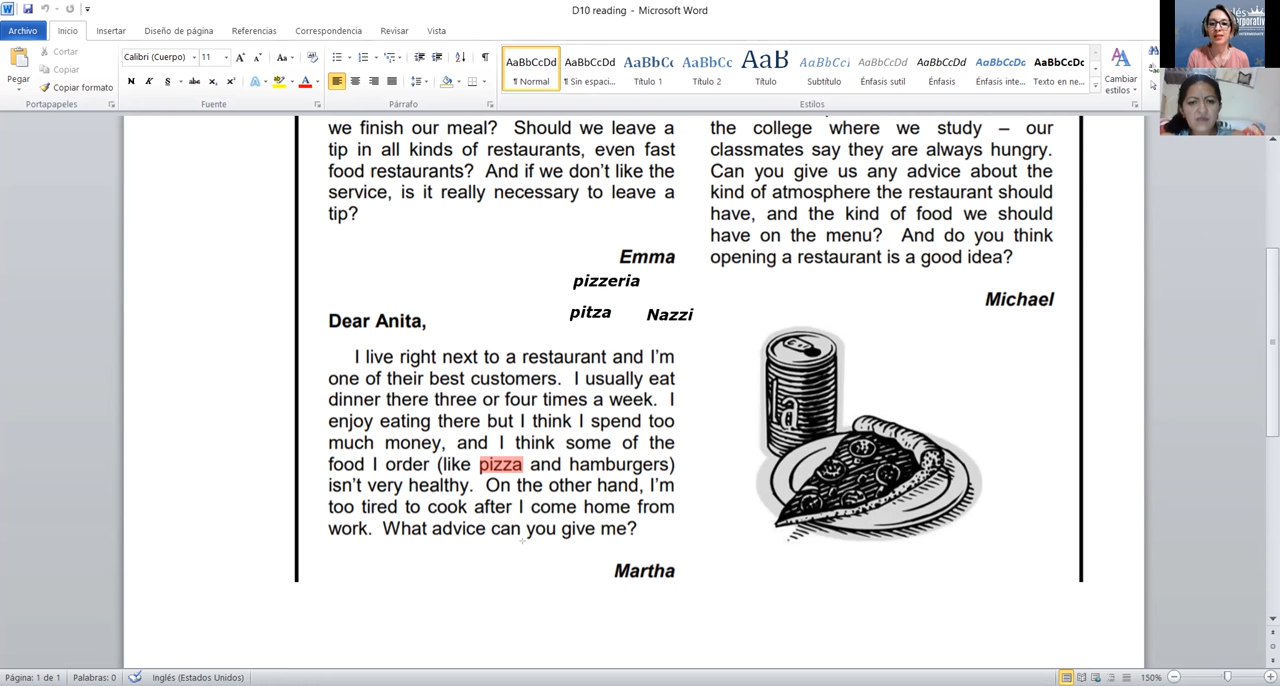 D10 reading - Microsoft Word
Archivo Inicio Insertar Diseño de página Referencias Correspondencia Revisar Vista
Pegar
Cortar
Copiar
Copiar formato
Portapapeles
Calibri (Cuerpo) 11
Fuente
Párrafo
AaBbCcDd AaBbCcDd AaBbCc AaBbCc AaB AaBbCcI AaBbCcDd AaBbCcDd AaBbCcDd AaBbCcDd
¶ Normal ¶ Sin espaci... Título 1 Título 2 Título Subtítulo Énfasis sutil Énfasis Énfasis inte... Texto en ne...
Estilos
Cambiar
estilos
we finish our meal? Should we leave a
tip in all kinds of restaurants, even fast
food restaurants? And if we don't like the
service, is it really necessary to leave a
tip?
Emma
pizzeria
pitza Nazzi
Dear Anita,
I live right next to a restaurant and I'm
one of their best customers. I usually eat
dinner there three or four times a week. I
enjoy eating there but I think I spend too
much money, and I think some of the
food I order (like pizza and hamburgers)
isn't very healthy. On the other hand, I'm
too tired to cook after I come home from
work. What advice can you give me?
Martha
the college where we study – our
classmates say they are always hungry.
Can you give us any advice about the
kind of atmosphere the restaurant should
have, and the kind of food we should
have on the menu? And do you think
opening a restaurant is a good idea?
Michael
la
Página: 1 de 1 Palabras: 0 Inglés (Estados Unidos) 150%